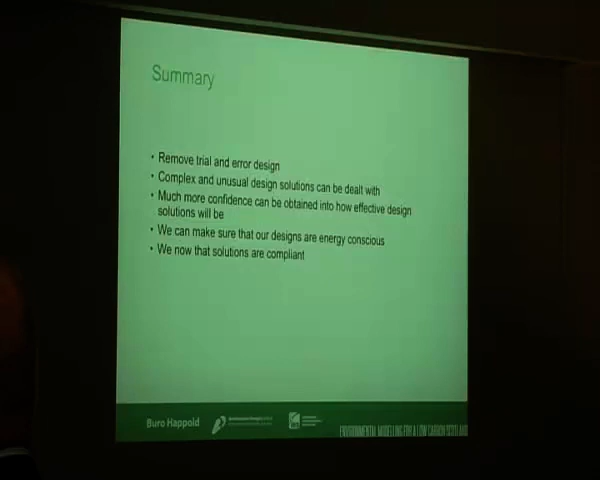 Summary
• Remove trial and error design
• Complex and unusual design solutions can be dealt with
• Much more confidence can be obtained into how effective design
solutions will be
• We can make sure that our designs are energy conscious
• We now that solutions are compliant
Buro Happold
ENVIRONMENTAL MODELLING FOR A LOW CARBON SCOTLAND